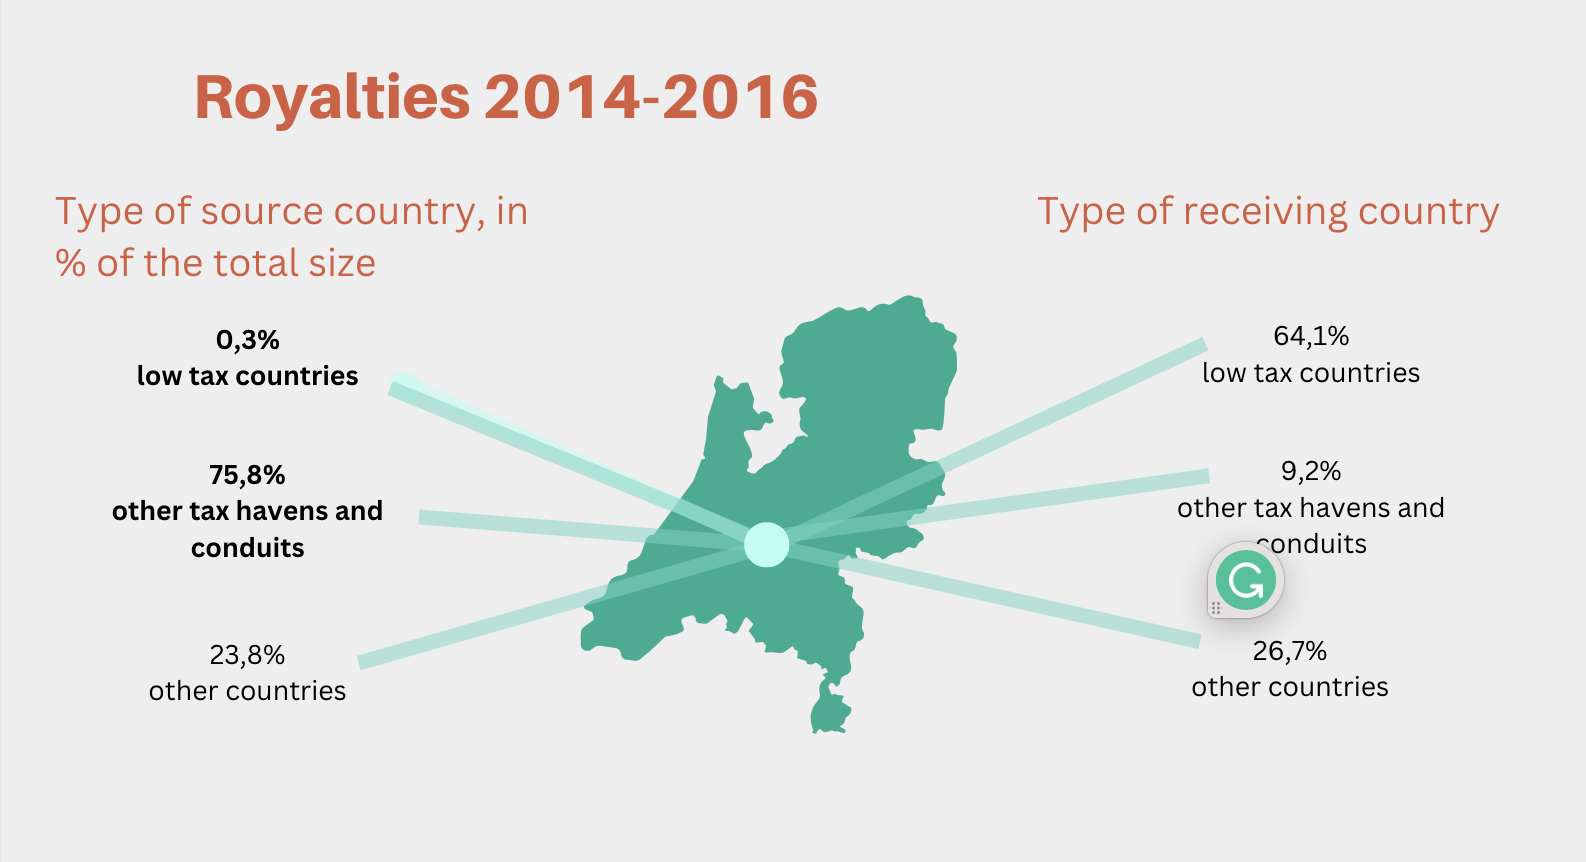 Royalties 2014-2016
Type of source country, in
% of the total size
0,3%
low tax countries
75,8%
other tax havens and
conduits
23,8%
other countries
Type of receiving country
64,1%
low tax countries
9,2%
other tax havens and
conduits
26,7%
other countries